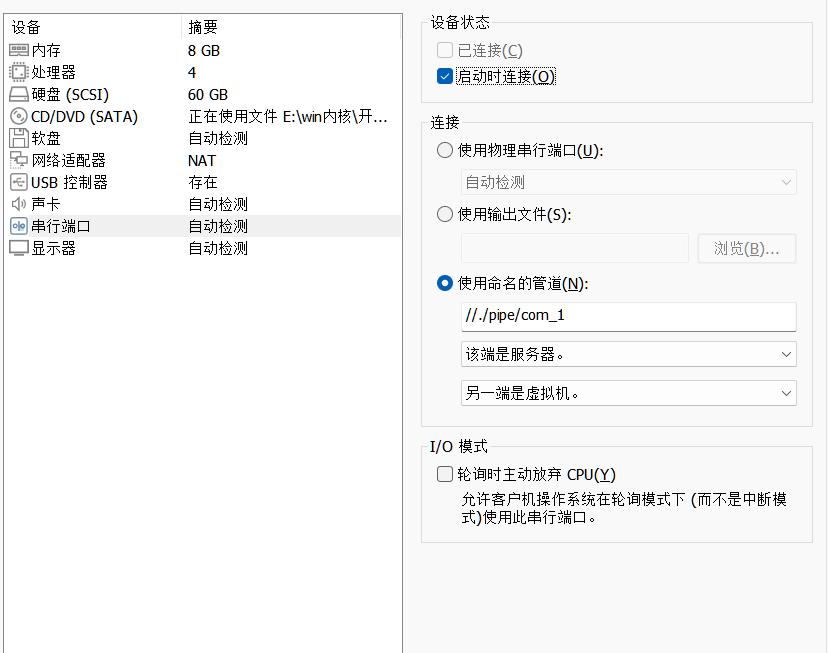 设备 摘要
内存 8 GB
处理器 4
硬盘 (SCSI) 60 GB
CD/DVD (SATA) 正在使用文件 E:\win内核\开...
软盘 自动检测
网络适配器 NAT
USB 控制器 存在
声卡 自动检测
串行端口 自动检测
显示器 自动检测
设备状态
已连接(C)
启动时连接(O)
连接
使用物理串行端口(U):
自动检测
使用输出文件(S):
浏览(B)...
使用命名的管道(N):
//./pipe/com_1
该端是服务器。
另一端是虚拟机。
I/O 模式
轮询时主动放弃 CPU(Y)
允许客户机操作系统在轮询模式下 (而不是中断模
式)使用此串行端口。